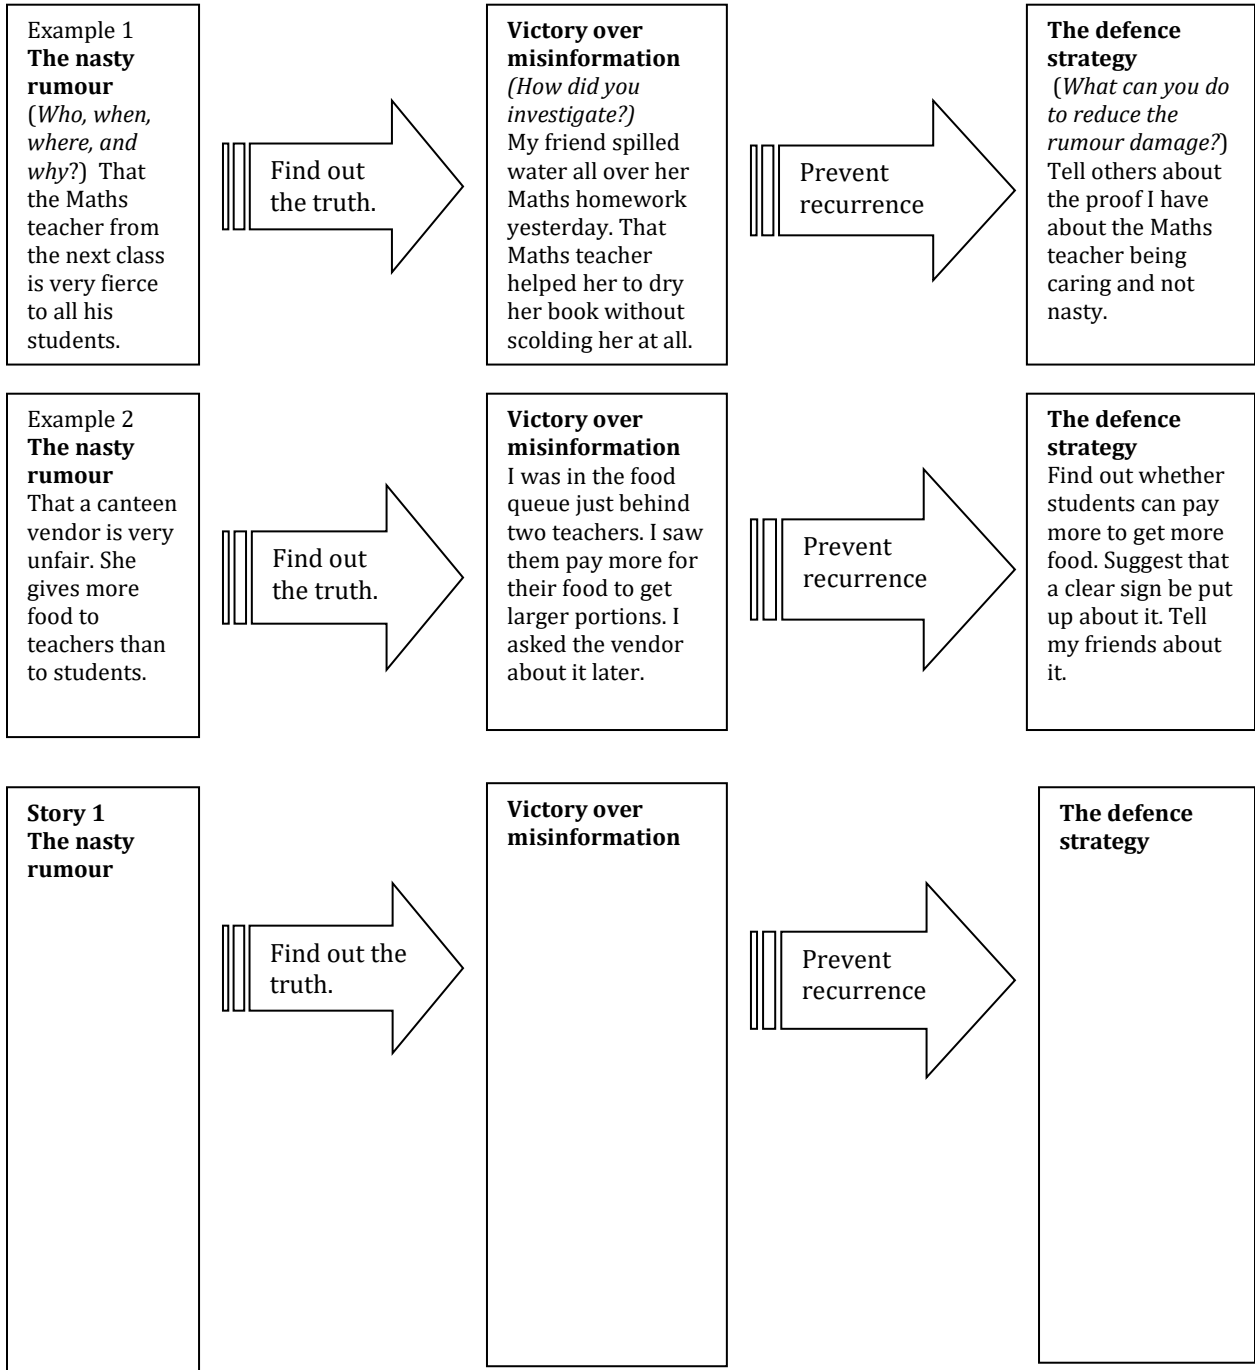 Example 1
The nasty
rumour
(Who, when,
where, and
why?) That
the Maths
teacher from
the next class
is very fierce
to all his
students.
Find out
the truth.
Victory over
misinformation
(How did you
investigate?)
My friend spilled
water all over her
Maths homework
yesterday. That
Maths teacher
helped her to dry
her book without
scolding her at all.
Prevent
recurrence
The defence
strategy
(What can you do
to reduce the
rumour damage?)
Tell others about
the proof I have
about the Maths
teacher being
caring and not
nasty.
Example 2
The nasty
rumour
That a canteen
vendor is very
unfair. She
gives more
food to
teachers than
to students.
Find out
the truth.
Victory over
misinformation
I was in the food
queue just behind
two teachers. I saw
them pay more for
their food to get
larger portions. I
asked the vendor
about it later.
Prevent
recurrence
The defence
strategy
Find out whether
students can pay
more to get more
food. Suggest that
a clear sign be put
up about it. Tell
my friends about
it.
Story 1
The nasty
rumour
Find out the
truth.
Victory over
misinformation
Prevent
recurrence
The defence
strategy